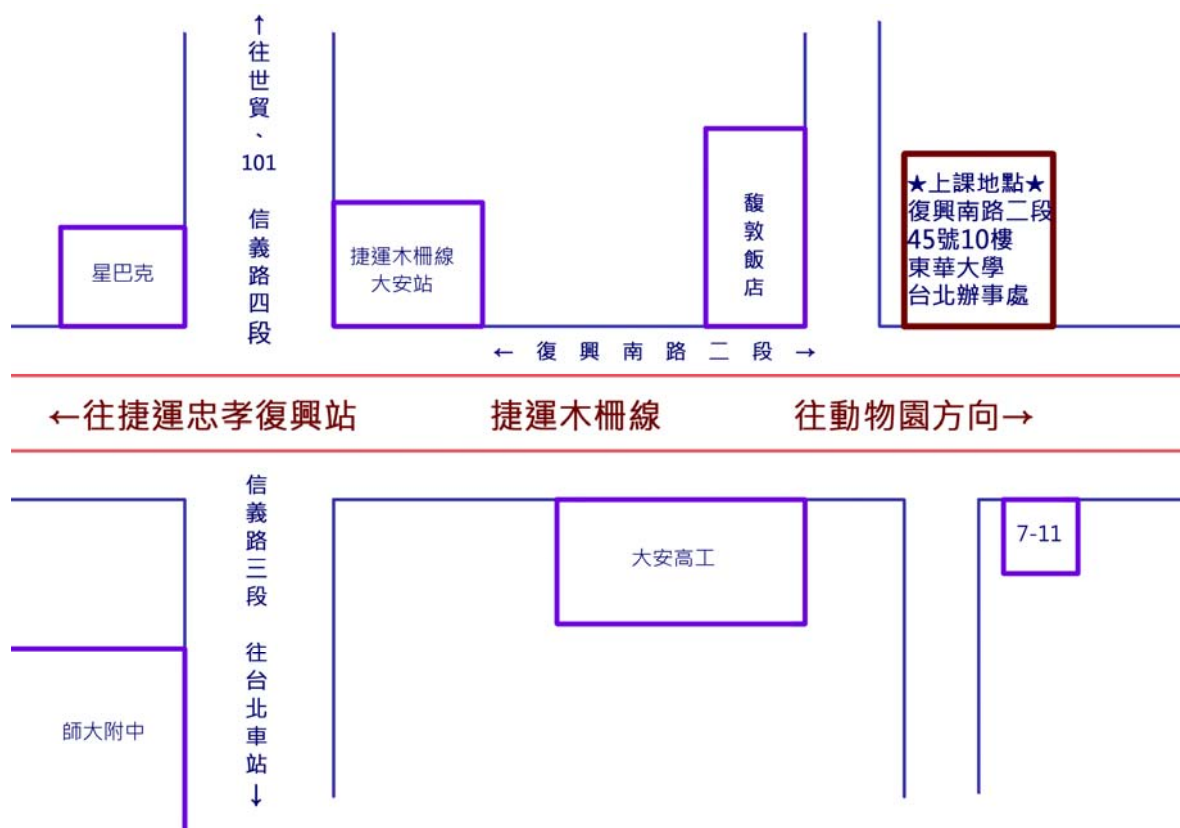 ↑往世貿、101 信義路四段
星巴克
捷運木柵線
大安站
馥敦飯店
★上課地點★
復興南路二段
45號10樓
東華大學
台北辦事處
← 復興南路二段 →
←往捷運忠孝復興站 捷運木柵線 往動物園方向→
信義路三段 往台北車站↓
大安高工
7-11
師大附中